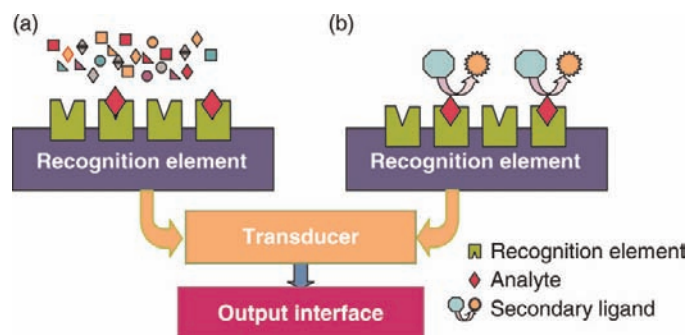 (a)
(b)
Recognition element
Recognition element
Transducer
Output interface
Recognition element
Analyte
Secondary ligand